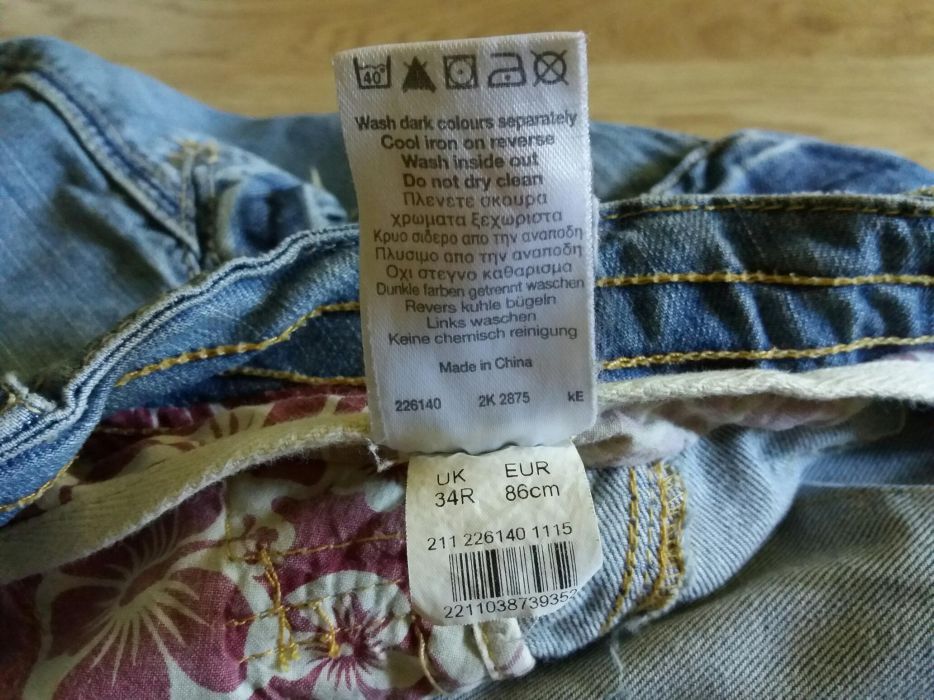 40°
Wash dark colours separately
Cool iron on reverse
Wash inside out
Do not dry clean
Πλενετε σκουρα
χρωματα ξεχωριστα
Κρυο σιδερο απο την αναποδη
Πλυσιμο απο την αναποδη
Οχι στεγνο καθαρισμα
Dunkle farben getrennt waschen
Revers kuhle bügeln
Links waschen
Keine chemisch reinigung
Made in China
226140 2K 2875 kE
UK EUR
34R 86cm
211 226140 1115